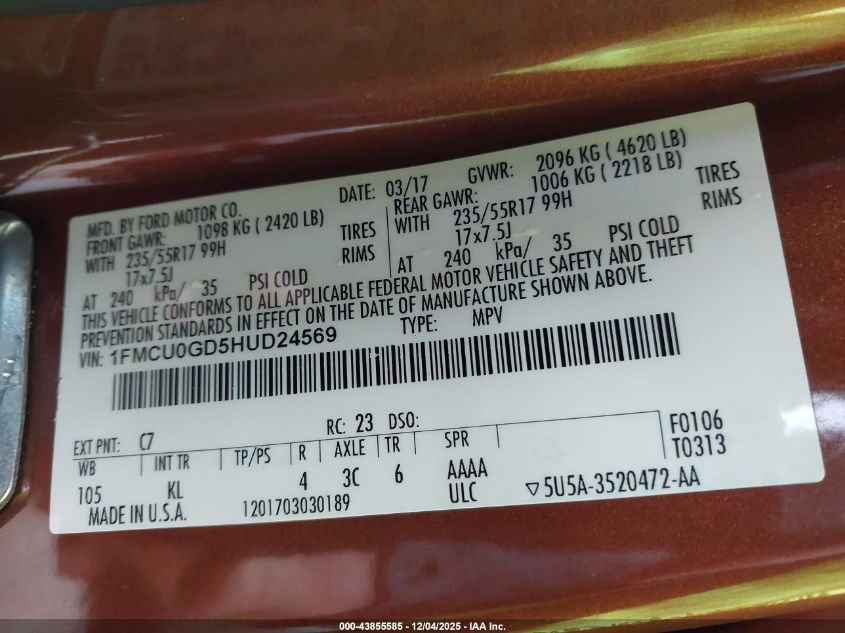 MFD. BY FORD MOTOR CO.
DATE: 03/17 GVWR: 2096 KG ( 4620 LB)
FRONT GAWR: 1098 KG ( 2420 LB)
REAR GAWR: 1006 KG ( 2218 LB)
WITH 235/55R17 99H TIRES
WITH 235/55R17 99H TIRES
17x7.5J RIMS
17x7.5J RIMS
AT 240 kPa/ 35 PSI COLD
AT 240 kPa/ 35 PSI COLD
THIS VEHICLE CONFORMS TO ALL APPLICABLE FEDERAL MOTOR VEHICLE SAFETY AND THEFT
PREVENTION STANDARDS IN EFFECT ON THE DATE OF MANUFACTURE SHOWN ABOVE.
VIN: 1FMCU0GD5HUD24569 TYPE: MPV
EXT PNT: C7 RC: 23 DSO: F0106
WB INT TR TP/PS R AXLE TR SPR T0313
105 KL 4 3C 6 AAAA
ULC ▽5U5A-3520472-AA
MADE IN U.S.A. 1201703030189
000-43855585 - 12/04/2025 - IAA Inc.